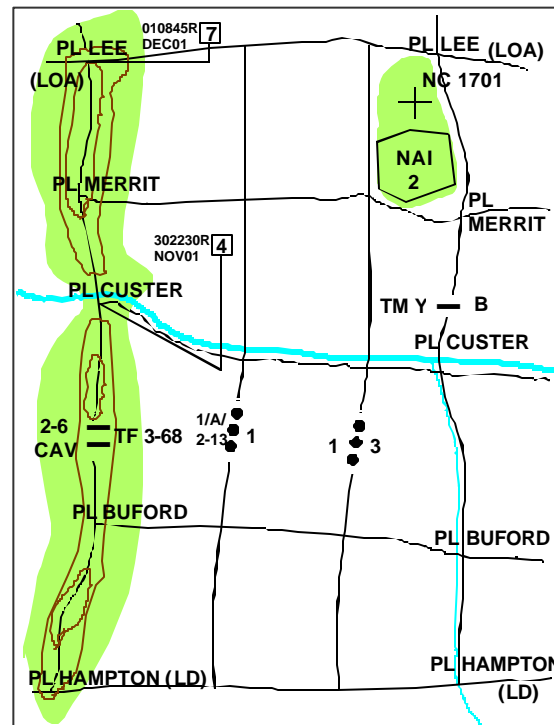 010845R
DEC01
7
PL LEE
(LOA)
PL LEE
(LOA)
NC 1701
NAI
2
PL MERRIT
PL
MERRIT
302230R
NOV01
4
PL CUSTER
TM Y
B
PL CUSTER
2-6
CAV
TF 3-68
1/A/
2-13
1
1
3
PL BUFORD
PL BUFORD
PL HAMPTON (LD)
PL HAMPTON
(LD)